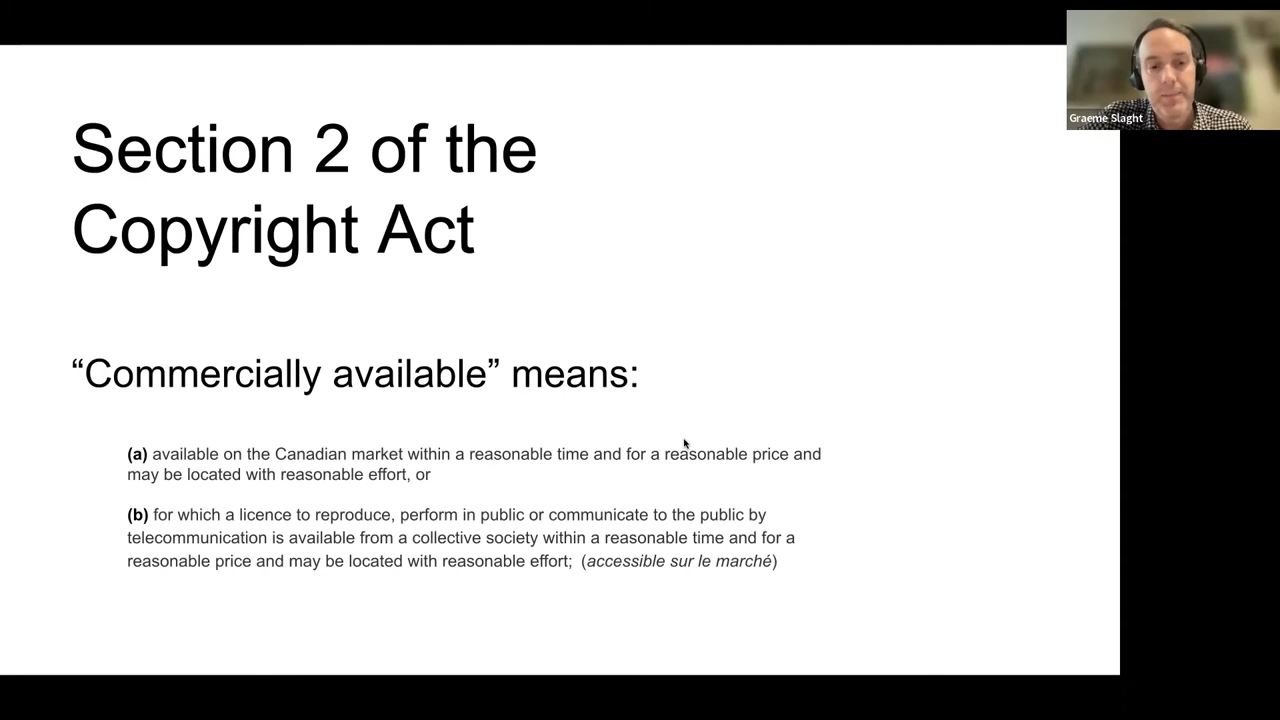 Section 2 of the
Copyright Act
“Commercially available” means:
(a) available on the Canadian market within a reasonable time and for a reasonable price and
may be located with reasonable effort, or
(b) for which a licence to reproduce, perform in public or communicate to the public by
telecommunication is available from a collective society within a reasonable time and for a
reasonable price and may be located with reasonable effort; (accessible sur le marché)
Graeme Slaght